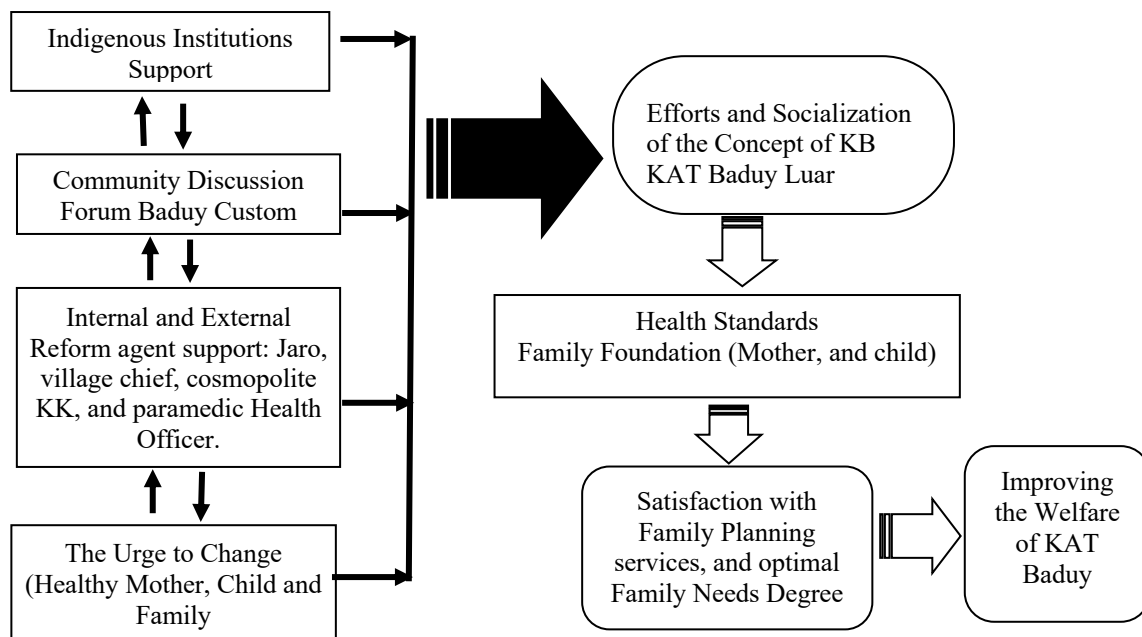 Indigenous Institutions
Support
Community Discussion
Forum Baduy Custom
Internal and External
Reform agent support: Jaro,
village chief, cosmopolite
KK, and paramedic Health
Officer.
The Urge to Change
(Healthy Mother, Child and
Family
Efforts and Socialization
of the Concept of KB
KAT Baduy Luar
Health Standards
Family Foundation (Mother, and child)
Satisfaction with
Family Planning
services, and optimal
Family Needs Degree
Improving
the Welfare
of KAT
Baduy